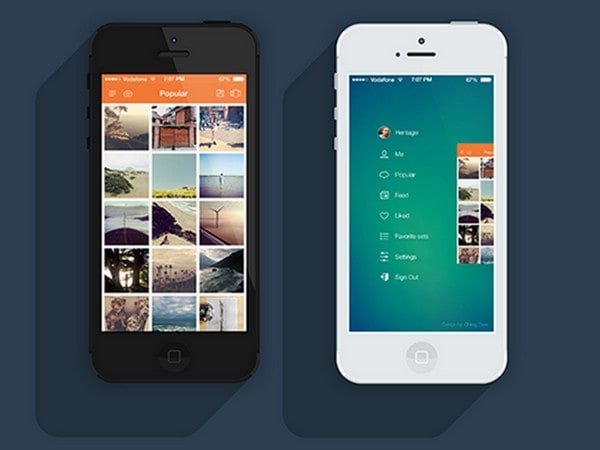 Vodafone 7:07 PM 67%
Popular
Vodafone 7:07 PM 67%
Heritage
Me
Popular
Feed
Liked
Favorite sets
Settings
Sign Out